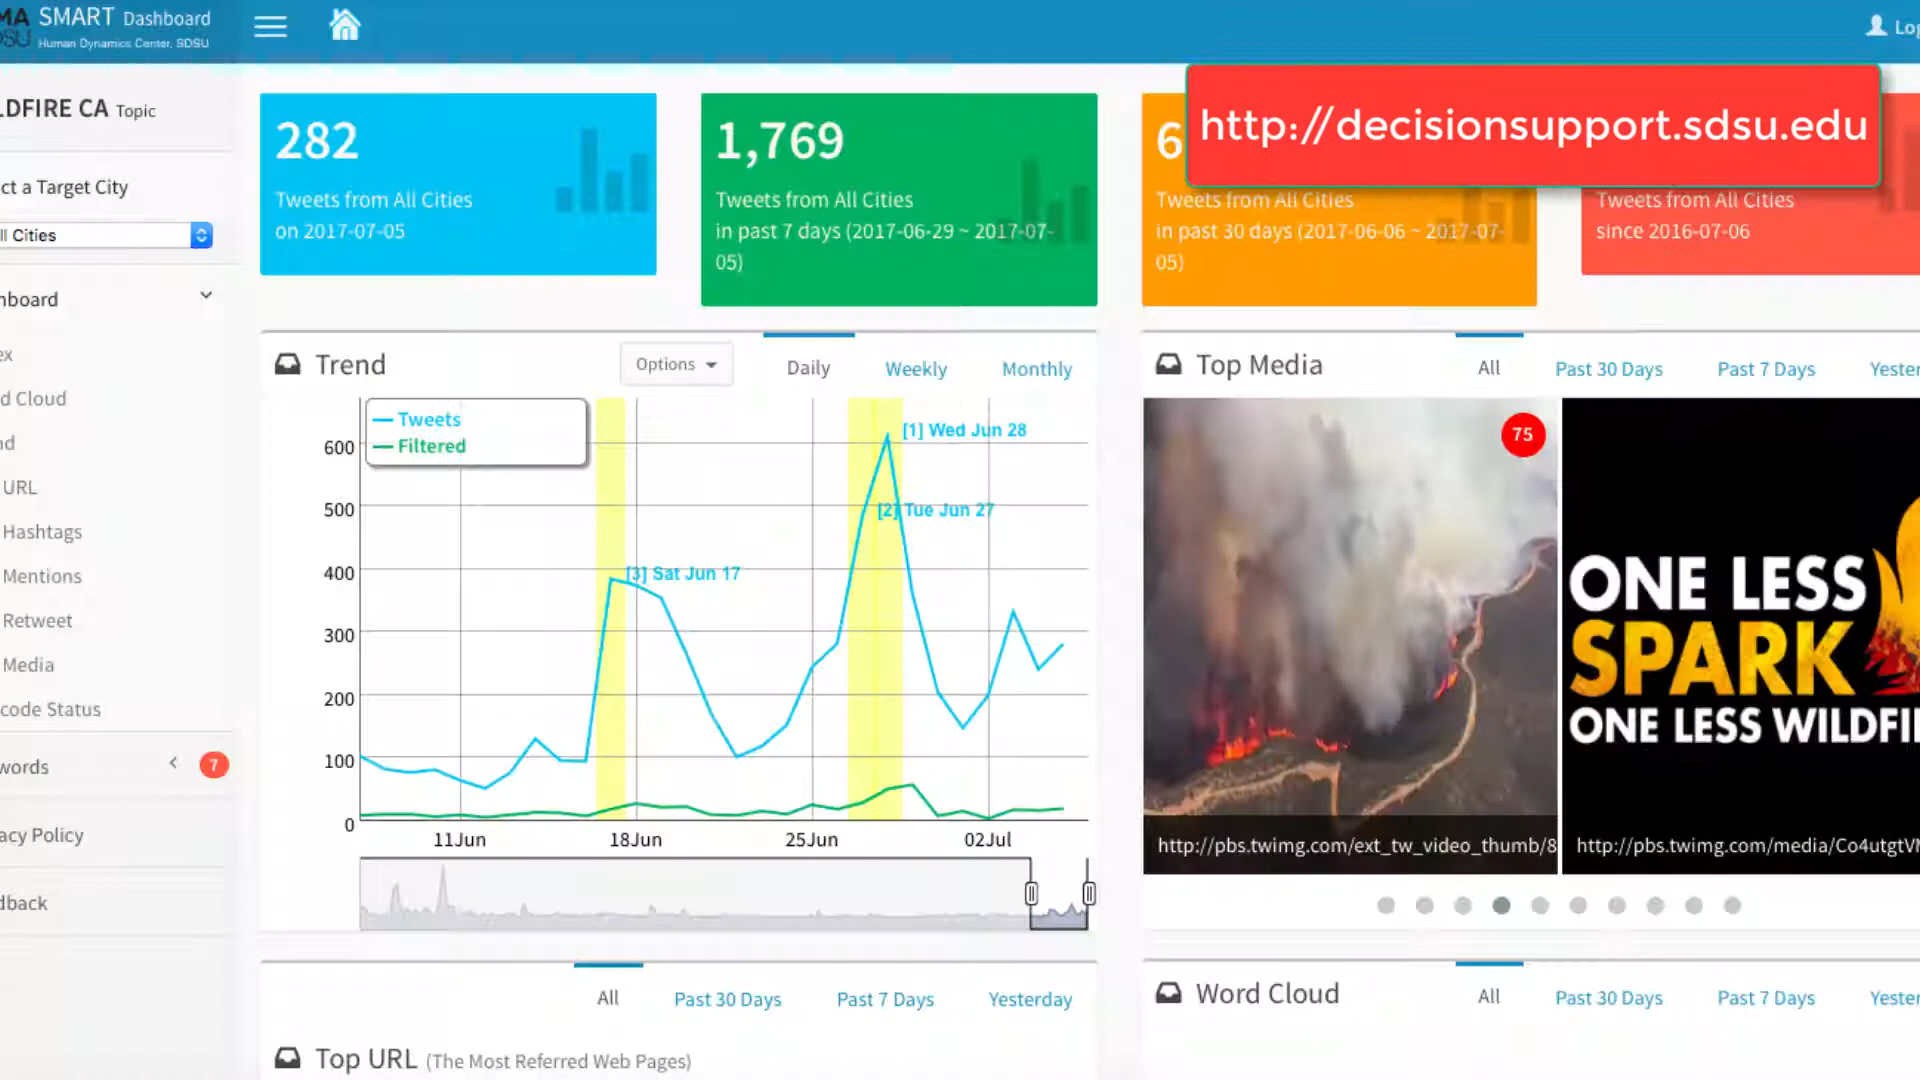 SMART Dashboard
Human Dynamics Center, SDSU
Log
http://decisionsupport.sdsu.edu
CA Topic
a Target City
Cities
282
Tweets from All Cities
on 2017-07-05
1,769
Tweets from All Cities
in past 7 days (2017-06-29 ~ 2017-07-
05)
6
Tweets from All Cities
in past 30 days (2017-06-06 ~ 2017-07-
05)
Tweets from All Cities
since 2016-07-06
Cloud
URL
Hashtags
Mentions
Retweet
Media
code Status
words
7
Policy
Trend
Options
Daily
Weekly
Monthly
Tweets
Filtered
[1] Wed Jun 28
[2] Tue Jun 27
[3] Sat Jun 17
600
500
400
300
200
100
0
11Jun
18Jun
25Jun
02Jul
Top Media
All
Past 30 Days
Past 7 Days
Yester
75
http://pbs.twimg.com/ext_tw_video_thumb/8
ONE LESS
SPARK
ONE LESS WILDFI
http://pbs.twimg.com/media/Co4utgtV
All
Past 30 Days
Past 7 Days
Yesterday
Top URL (The Most Referred Web Pages)
Word Cloud
All
Past 30 Days
Past 7 Days
Yester